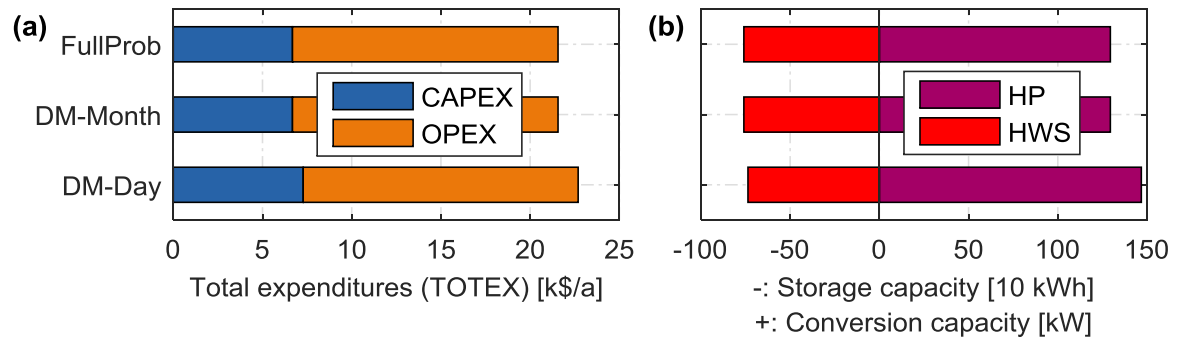 (a)
FullProb
DM-Month
DM-Day
CAPEX
OPEX
0 5 10 15 20 25
Total expenditures (TOTEX) [k$/a]
(b)
HP
HWS
-100 -50 0 50 100 150
-: Storage capacity [10 kWh]
+: Conversion capacity [kW]